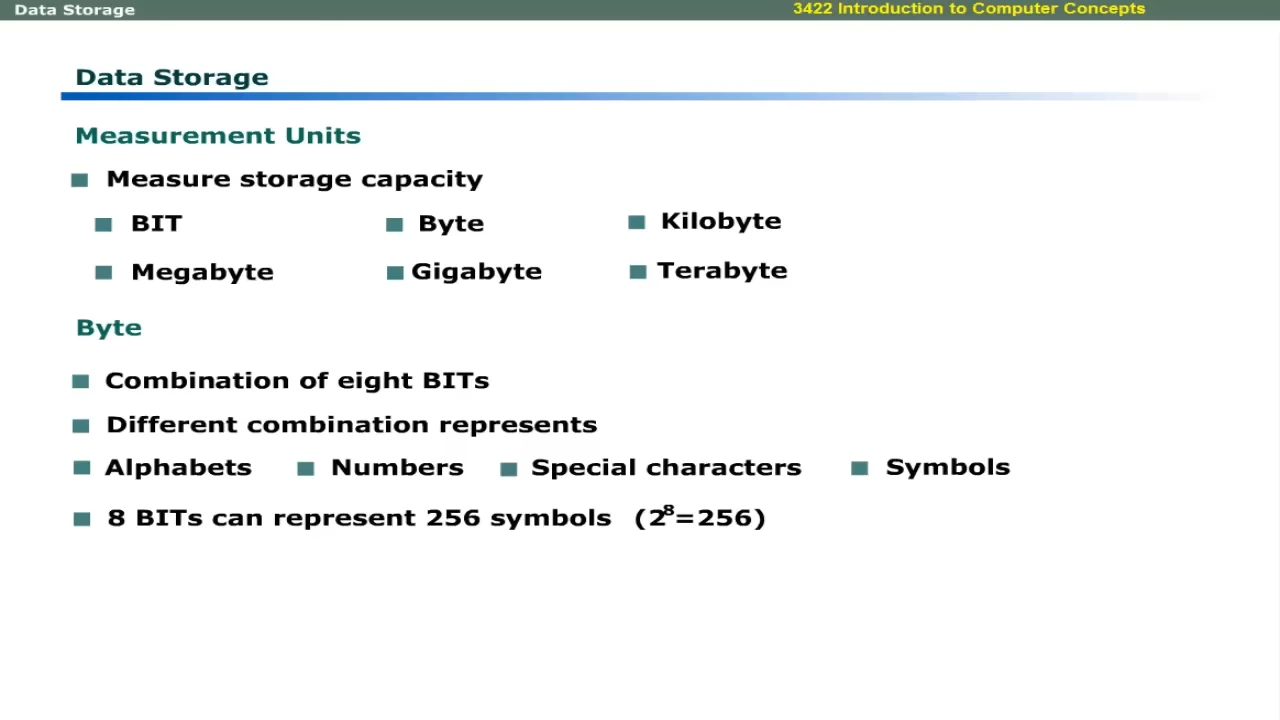 Data Storage 3422 Introduction to Computer Concepts
Data Storage
Measurement Units
Measure storage capacity
BIT Byte Kilobyte
Megabyte Gigabyte Terabyte
Byte
Combination of eight BITs
Different combination represents
Alphabets Numbers Special characters Symbols
8 BITs can represent 256 symbols (2⁸=256)